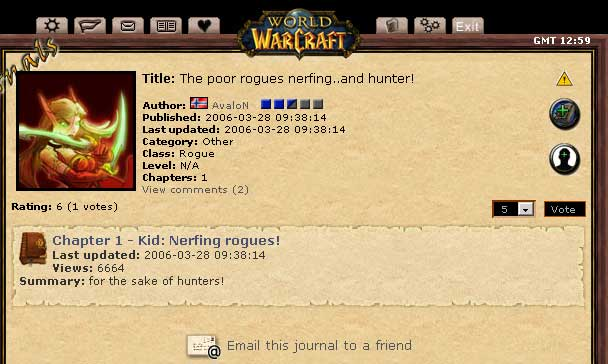 Exit
WORLD
OF
WARCRAFT
GMT 12:59
onals
Title: The poor rogues nerfing..and hunter!
Author: AvaloN
Published: 2006-03-28 09:38:14
Last updated: 2006-03-28 09:38:14
Category: Other
Class: Rogue
Level: N/A
Chapters: 1
View comments (2)
Rating: 6 (1 votes)
5 Vote
Chapter 1 - Kid: Nerfing rogues!
Last updated: 2006-03-28 09:38:14
Views: 6664
Summary: for the sake of hunters!
@ Email this journal to a friend